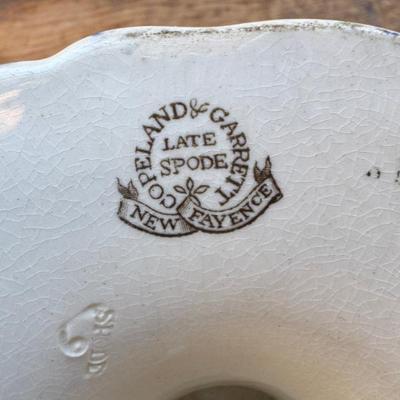 COPELAND & GARRETT
LATE
SPODE
NEW FAYENCE